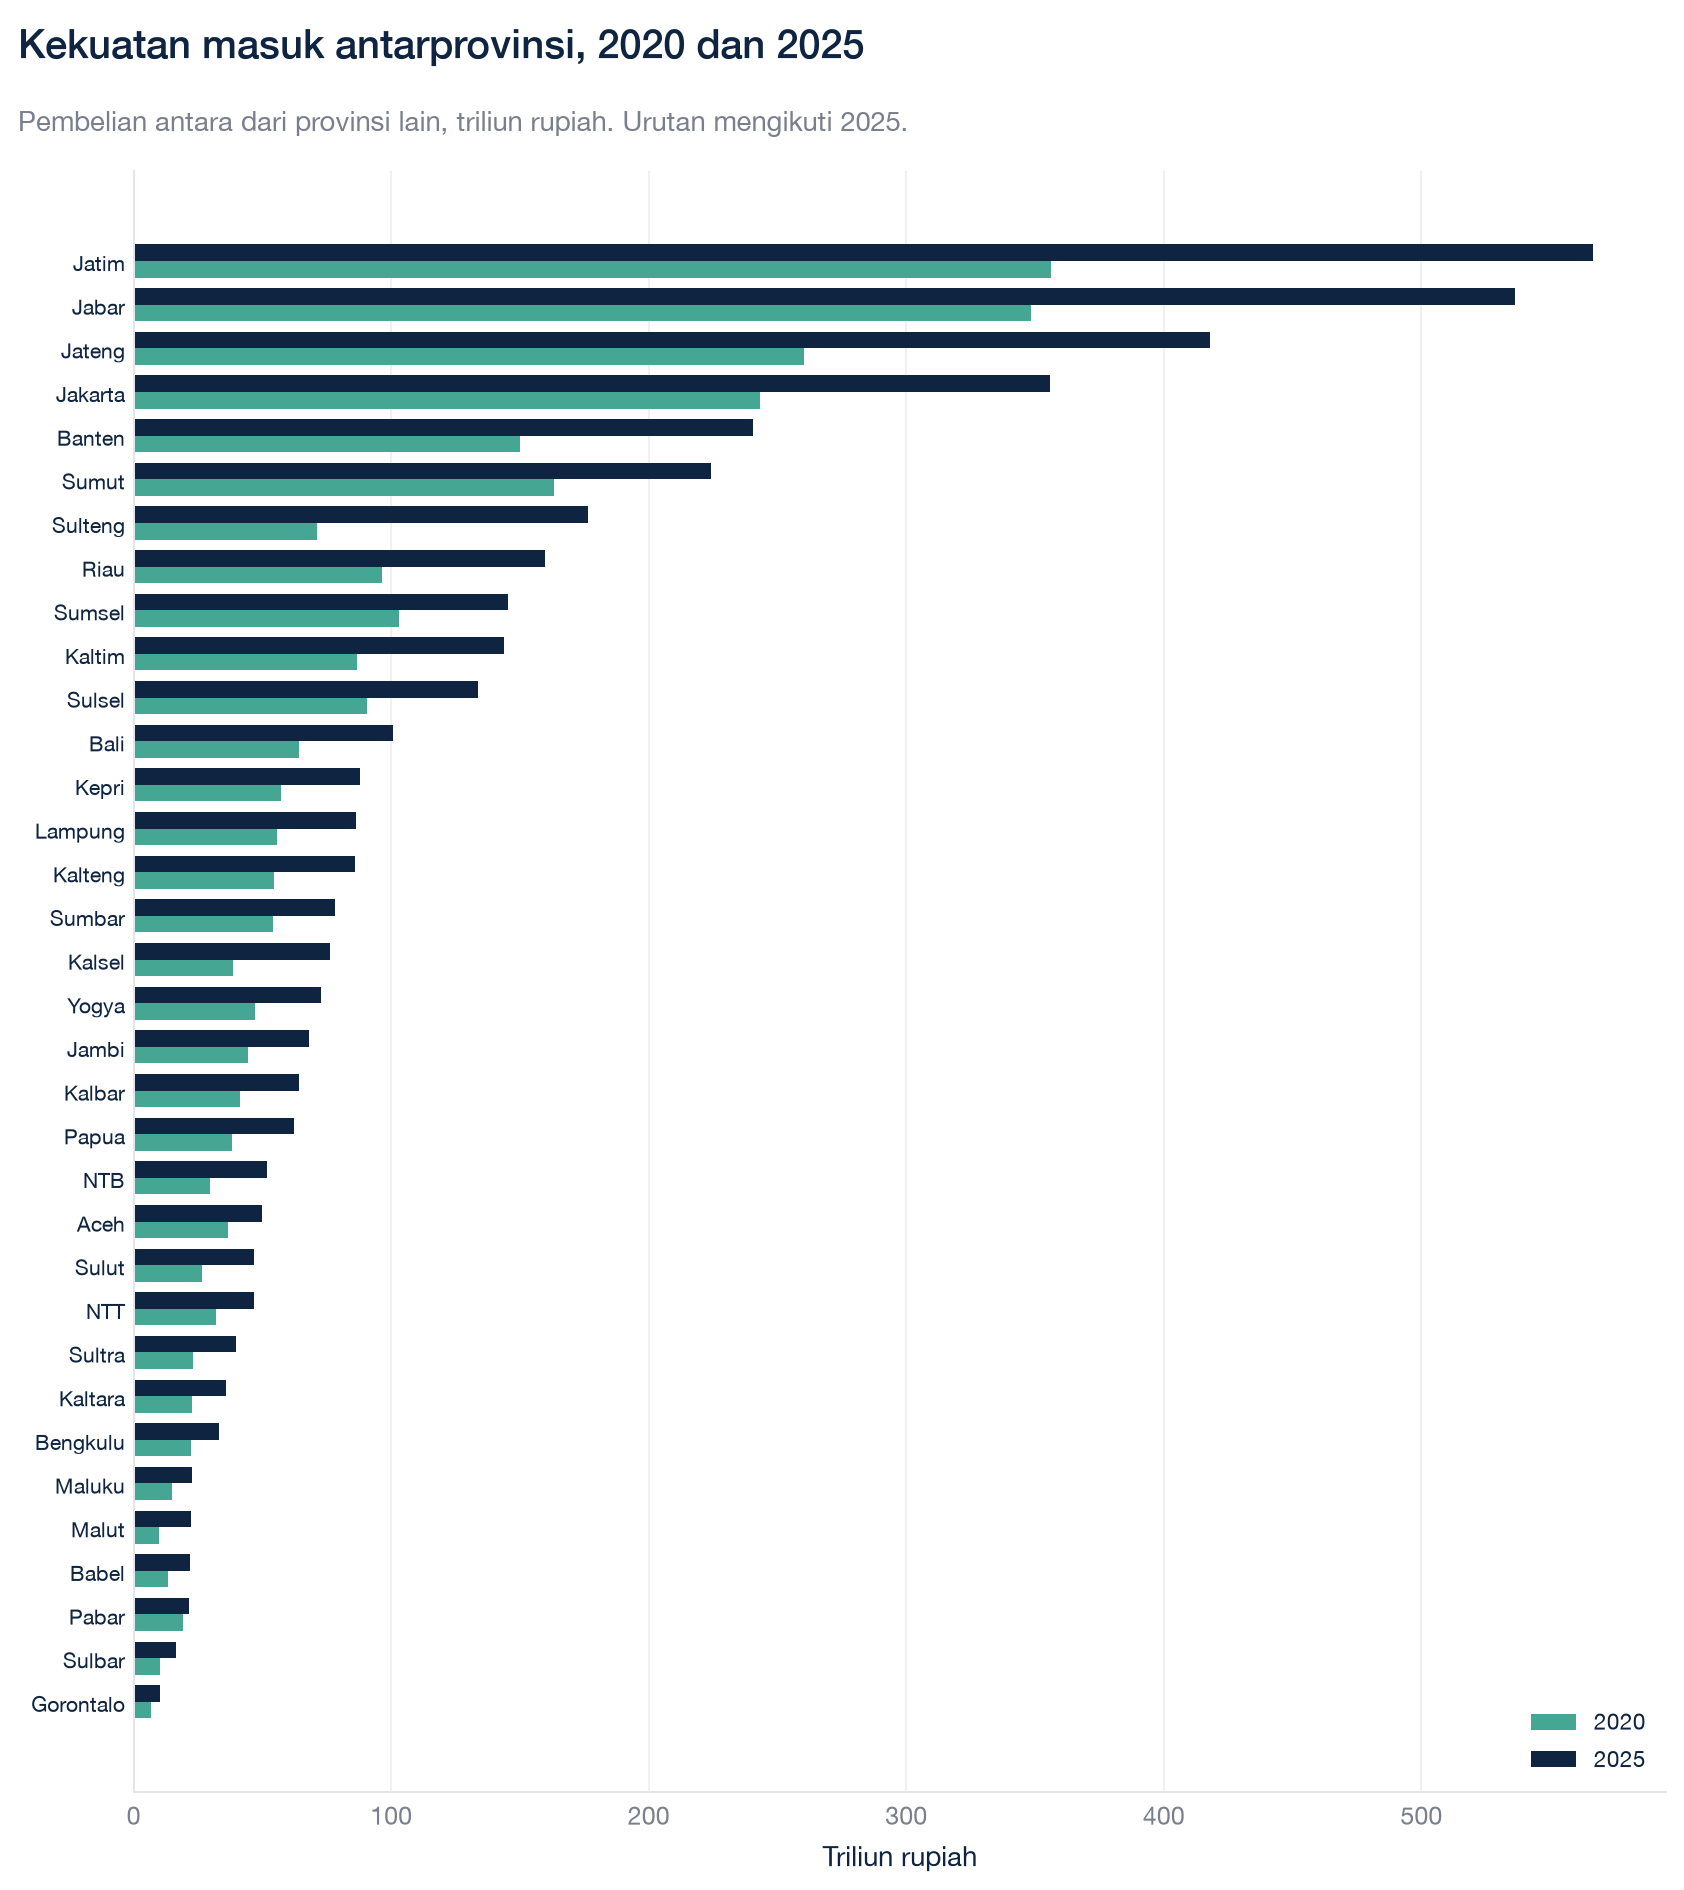 Kekuatan masuk antarprovinsi, 2020 dan 2025
Pembelian antara dari provinsi lain, triliun rupiah. Urutan mengikuti 2025.
Jatim
Jabar
Jateng
Jakarta
Banten
Sumut
Sulteng
Riau
Sumsel
Kaltim
Sulsel
Bali
Kepri
Lampung
Kalteng
Sumbar
Kalsel
Yogya
Jambi
Kalbar
Papua
NTB
Aceh
Sulut
NTT
Sultra
Kaltara
Bengkulu
Maluku
Malut
Babel
Pabar
Sulbar
Gorontalo
2020
2025
0 100 200 300 400 500
Triliun rupiah